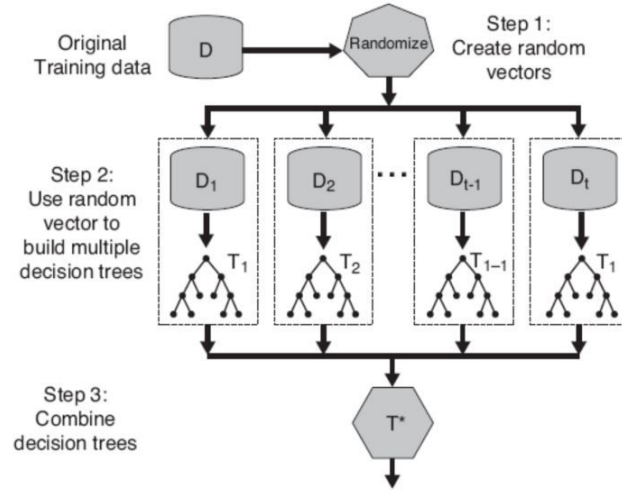 Original
Training data
D
Randomize
Step 1:
Create random
vectors
Step 2:
Use random
vector to
build multiple
decision trees
D1
D2
...
Dt-1
Dt
T1
T2
T1–1
T1
Step 3:
Combine
decision trees
T*